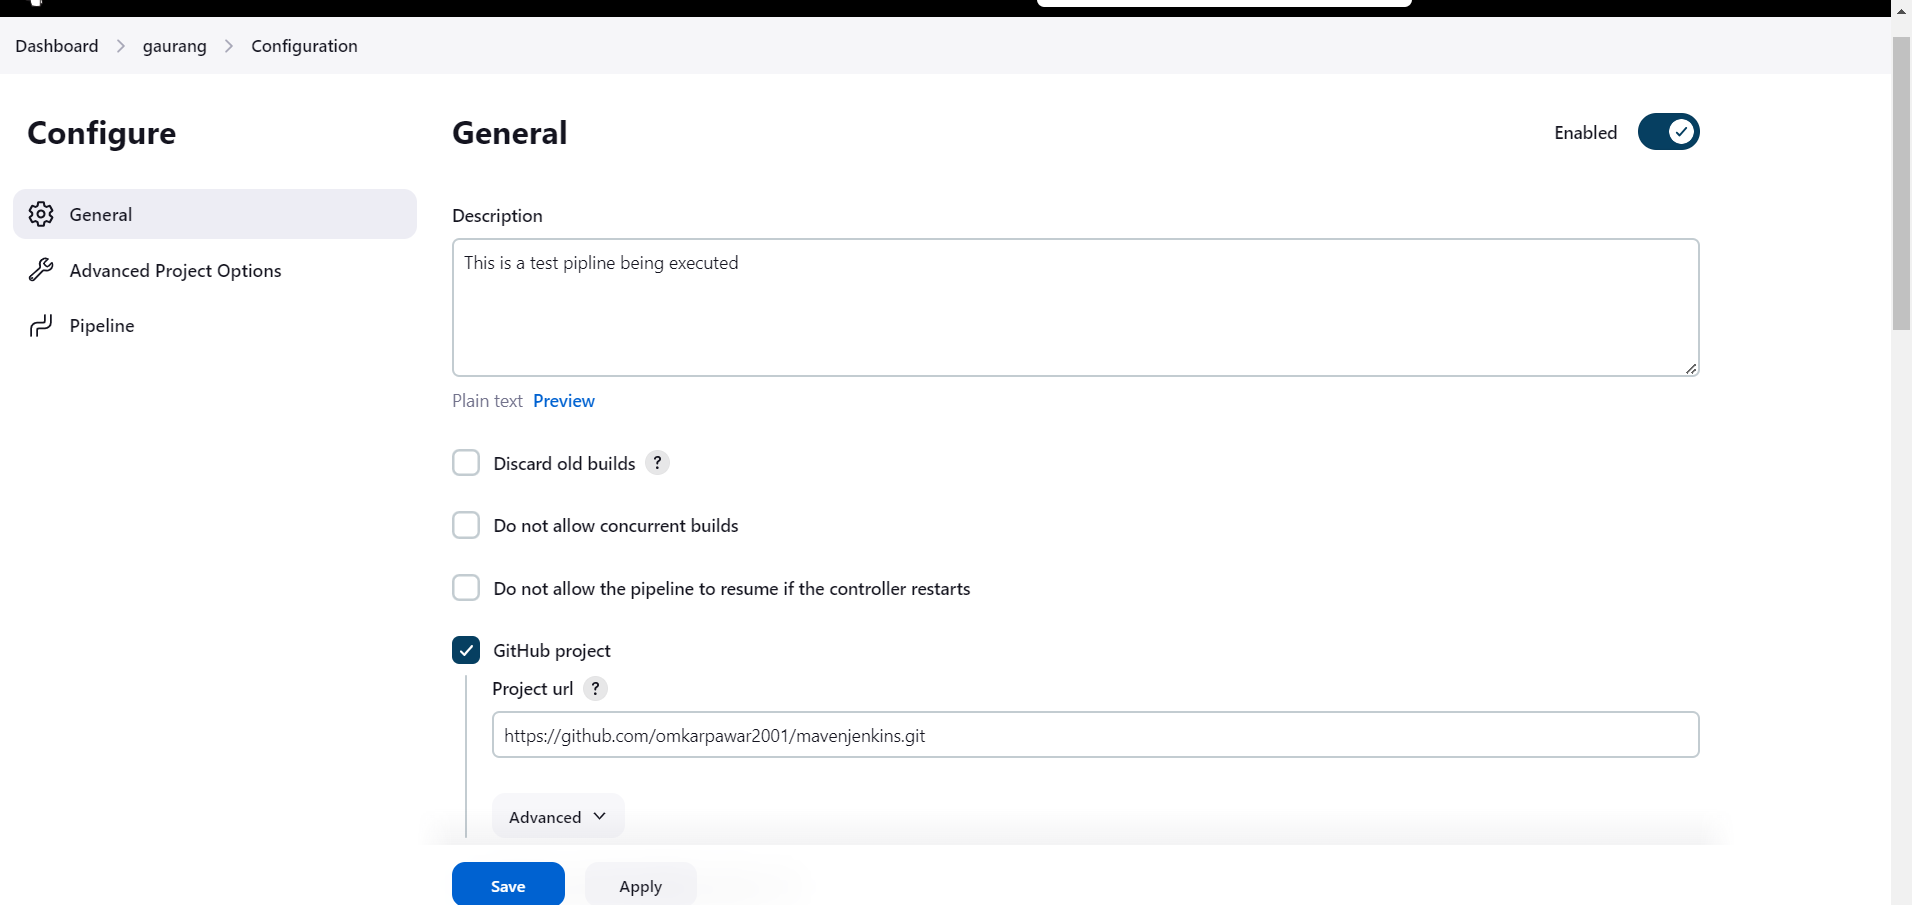 Dashboard > gaurang > Configuration
Configure
General
Advanced Project Options
Pipeline
General
Enabled
Description
This is a test pipline being executed
Plain text Preview
Discard old builds ?
Do not allow concurrent builds
Do not allow the pipeline to resume if the controller restarts
GitHub project
Project url ?
https://github.com/omkarpawar2001/mavenjenkins.git
Advanced
Save Apply